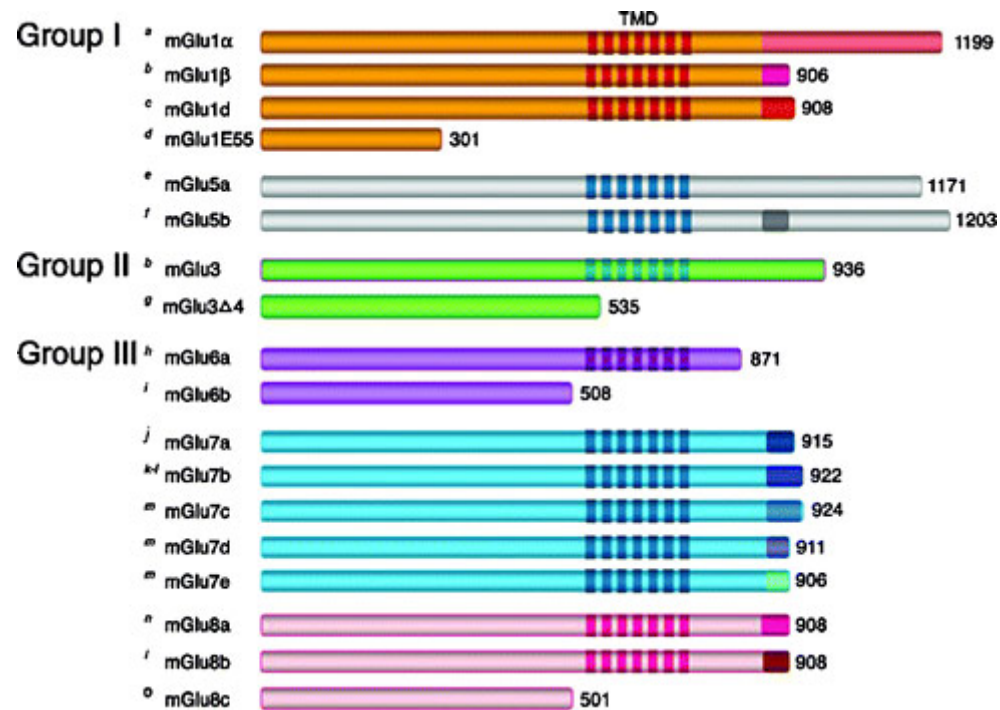 TMD
Group I a mGlu1α 1199
b mGlu1β 906
c mGlu1d 908
d mGlu1E55 301
e mGlu5a 1171
f mGlu5b 1203
Group II b mGlu3 936
g mGlu3Δ4 535
Group III h mGlu6a 871
i mGlu6b 508
j mGlu7a 915
k-l mGlu7b 922
m mGlu7c 924
m mGlu7d 911
m mGlu7e 906
n mGlu8a 908
mGlu8b 908
o mGlu8c 501